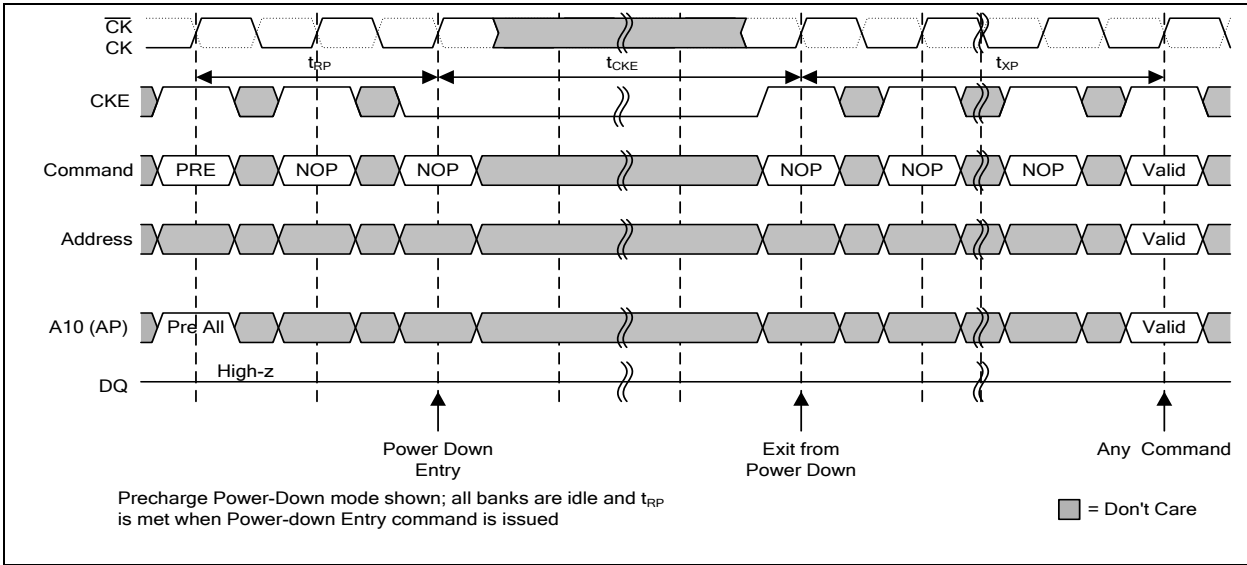 CK
CK
tRP
tCKE
tXP
CKE
Command
PRE
NOP
NOP
NOP
NOP
NOP
Valid
Address
Valid
A10 (AP)
Pre All
Valid
High-z
DQ
Power Down
Entry
Exit from
Power Down
Any Command
Precharge Power-Down mode shown; all banks are idle and tRP
is met when Power-down Entry command is issued
= Don't Care